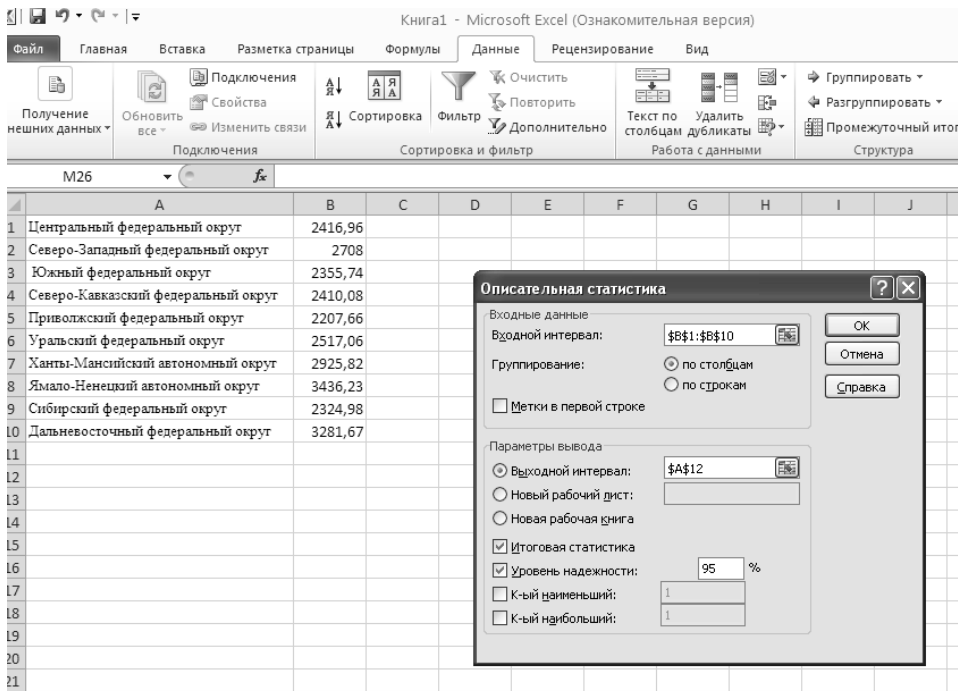 Книга1 - Microsoft Excel (Ознакомительная версия)
Файл Главная Вставка Разметка страницы Формулы Данные Рецензирование Вид
Получение
нешних данных
Обновить
все
Подключения
Свойства
Изменить связи
Подключения
Сортировка
Фильтр
Очистить
Повторить
Дополнительно
Сортировка и фильтр
Текст по
столбцам
Удалить
дубликаты
Работа с данными
Группировать
Разгруппировать
Промежуточный итог
Структура
M26 fx
A B C D E F G H I J
1 Центральный федеральный округ 2416,96
2 Северо-Западный федеральный округ 2708
3 Южный федеральный округ 2355,74
4 Северо-Кавказский федеральный округ 2410,08
5 Приволжский федеральный округ 2207,66
6 Уральский федеральный округ 2517,06
7 Ханты-Мансийский автономный округ 2925,82
8 Ямало-Ненецкий автономный округ 3436,23
9 Сибирский федеральный округ 2324,98
10 Дальневосточный федеральный округ 3281,67
11
12
13
14
15
16
17
18
19
20
21
Описательная статистика
Входные данные
Входной интервал: $B$1:$B$10
Группирование: по столбцам
по строкам
Метки в первой строке
OK
Отмена
Справка
Параметры вывода
Выходной интервал: $A$12
Новый рабочий лист:
Новая рабочая книга
Итоговая статистика
Уровень надежности: 95 %
К-ый наименьший: 1
К-ый наибольший: 1